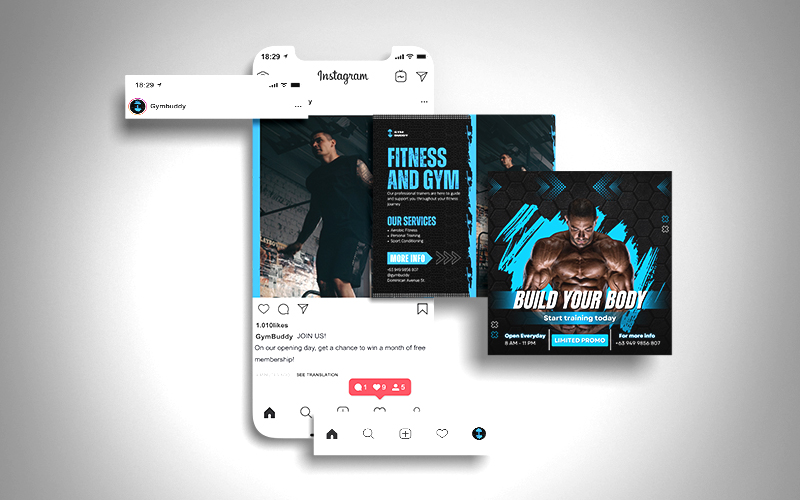 18:29
Instagram
18:29
Gymbuddy
GYM
BUDDY
FITNESS
AND GYM
Our professional trainers are here to guide
and support you throughout your fitness
journey
OUR SERVICES
Aerobic Fitness
Personal Training
Sport Conditioning
MORE INFO
+63 949 9856 807
@gymbuddy
Dominican Avenue St.
BUILD YOUR BODY
Start training today
Open Everyday
8 AM - 11 PM
LIMITED PROMO
For more info
+63 949 9856 807
1.010likes
GymBuddy JOIN US!
On our opening day, get a chance to win a month of free
membership!
SEE TRANSLATION
1 9 5